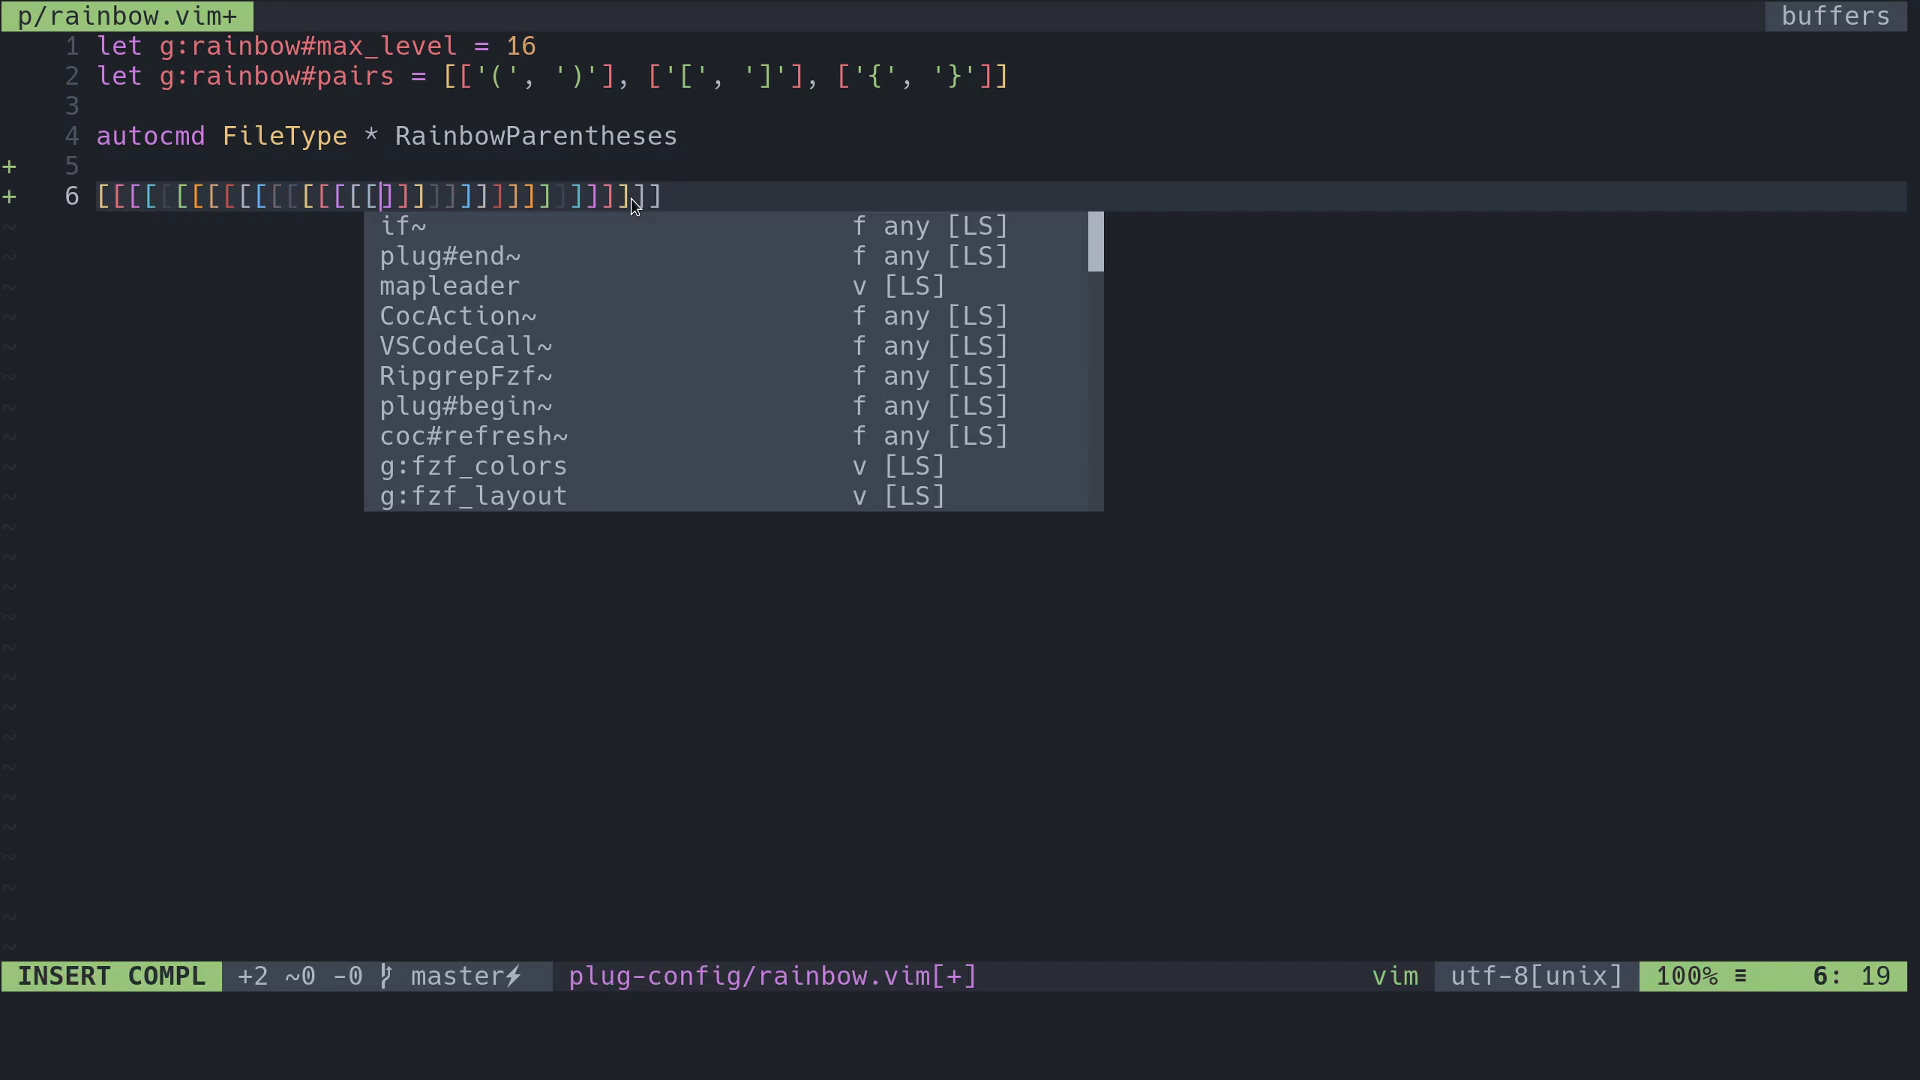 p/rainbow.vim+ buffers
1 let g:rainbow#max_level = 16
2 let g:rainbow#pairs = [['(', ')'], ['[', ']'], ['{', '}']]
3
4 autocmd FileType * RainbowParentheses
+ 5
+ 6 [[[[[[[[[[[[[[[[[[]]]]]]]]]]]]]]]]]]
if~ f any [LS]
plug#end~ f any [LS]
mapleader v [LS]
CocAction~ f any [LS]
VSCodeCall~ f any [LS]
RipgrepFzf~ f any [LS]
plug#begin~ f any [LS]
coc#refresh~ f any [LS]
g:fzf_colors v [LS]
g:fzf_layout v [LS]
INSERT COMPL +2 ~0 -0 master⚡ plug-config/rainbow.vim[+] vim utf-8[unix] 100% ≡ 6: 19